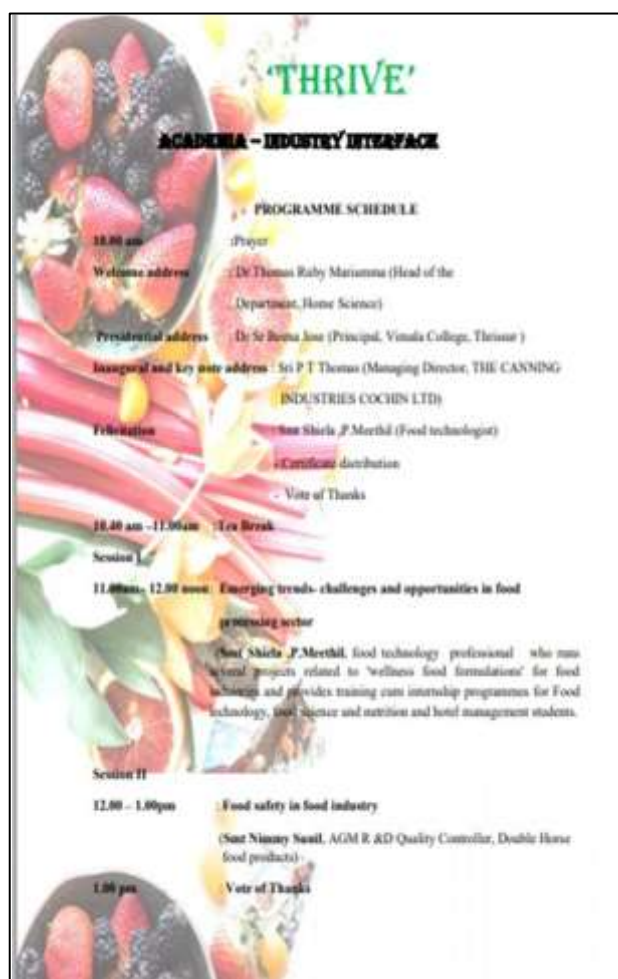 'THRIVE'
ACADEMIA – INDUSTRY INTERFACE
- PROGRAMME SCHEDULE
10.00 am :Prayer
Welcome address : Dr Thomas Ruby Mariamma (Head of the
Department, Home Science)
Presidential address : Dr Sr Beena Jose (Principal, Vimala College, Thrissur )
Inaugural and key note address : Sri P T Thomas (Managing Director, THE CANNING
INDUSTRIES COCHIN LTD)
Felicitation : Smt Shiela ,P.Meethil (Food technologist)
- Certificate distribution
- Vote of Thanks
10.40 am –11.00am : Tea Break
Session I
11.00am– 12.00 noon: Emerging trends- challenges and opportunities in food
processing sector
(Smt Shiela ,P.Meethil, food technology professional who runs
several projects related to 'wellness food formulations' for food
industries and provides training cum internship programmes for Food
technology, food science and nutrition and hotel management students.
Session II
12.00 – 1.00pm : Food safety in food industry
(Smt Nimmy Sunil, AGM R &D Quality Controller, Double Horse
food products)
1.00 pm : Vote of Thanks